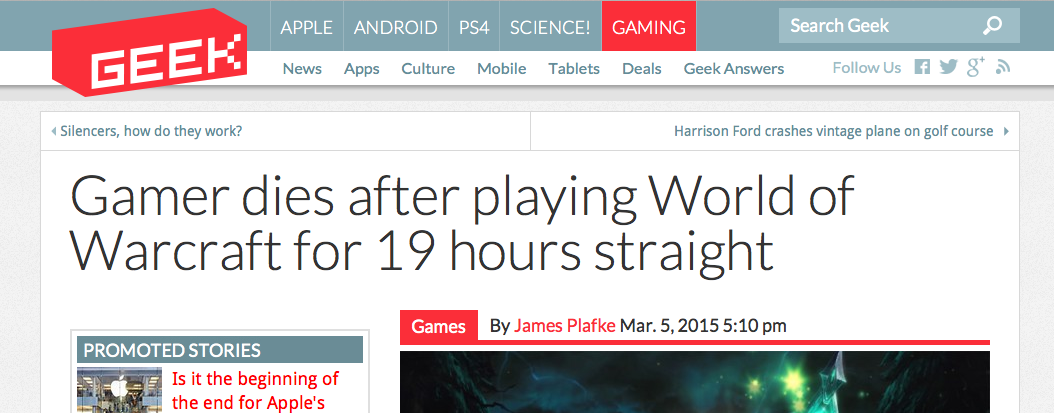 GEEK
APPLE ANDROID PS4 SCIENCE! GAMING
Search Geek
News Apps Culture Mobile Tablets Deals Geek Answers
Follow Us
Silencers, how do they work?
Harrison Ford crashes vintage plane on golf course
Gamer dies after playing World of
Warcraft for 19 hours straight
Games By James Plafke Mar. 5, 2015 5:10 pm
PROMOTED STORIES
Is it the beginning of
the end for Apple's